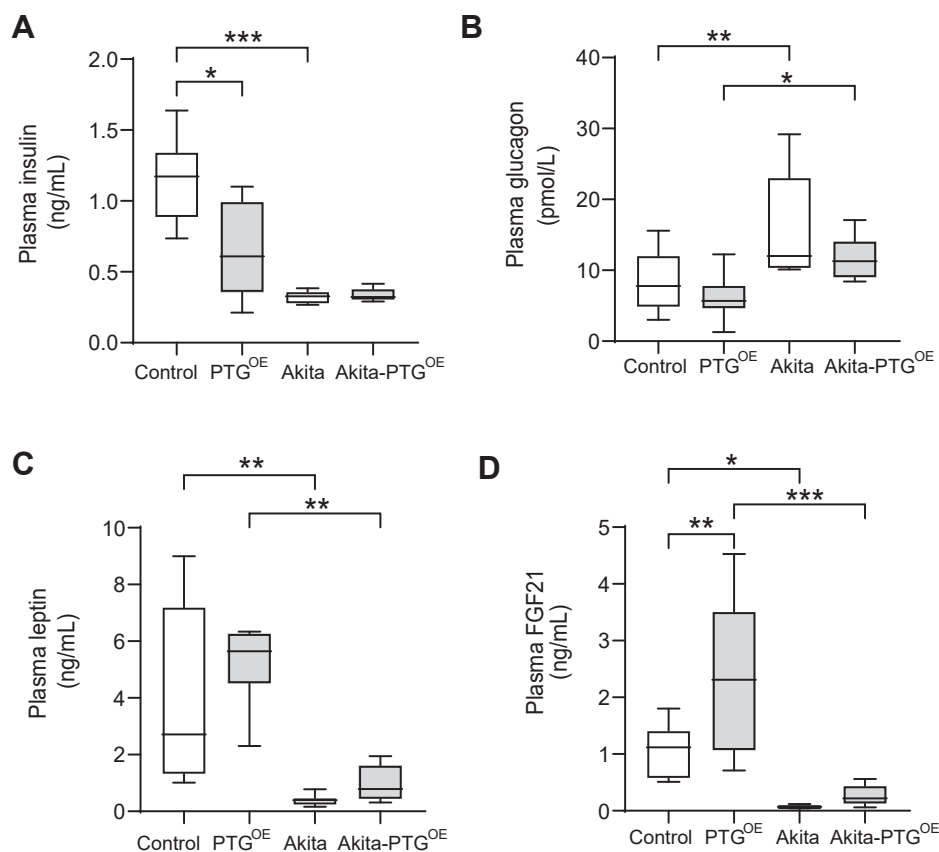 A
***
*
2.0
1.5
1.0
0.5
0.0
Plasma insulin
(ng/mL)
Control PTG^OE Akita Akita-PTG^OE
B
**
*
40
30
20
10
0
Plasma glucagon
(pmol/L)
Control PTG^OE Akita Akita-PTG^OE
C
**
**
10
8
6
4
2
0
Plasma leptin
(ng/mL)
Control PTG^OE Akita Akita-PTG^OE
D
*
***
**
5
4
3
2
1
0
Plasma FGF21
(ng/mL)
Control PTG^OE Akita Akita-PTG^OE